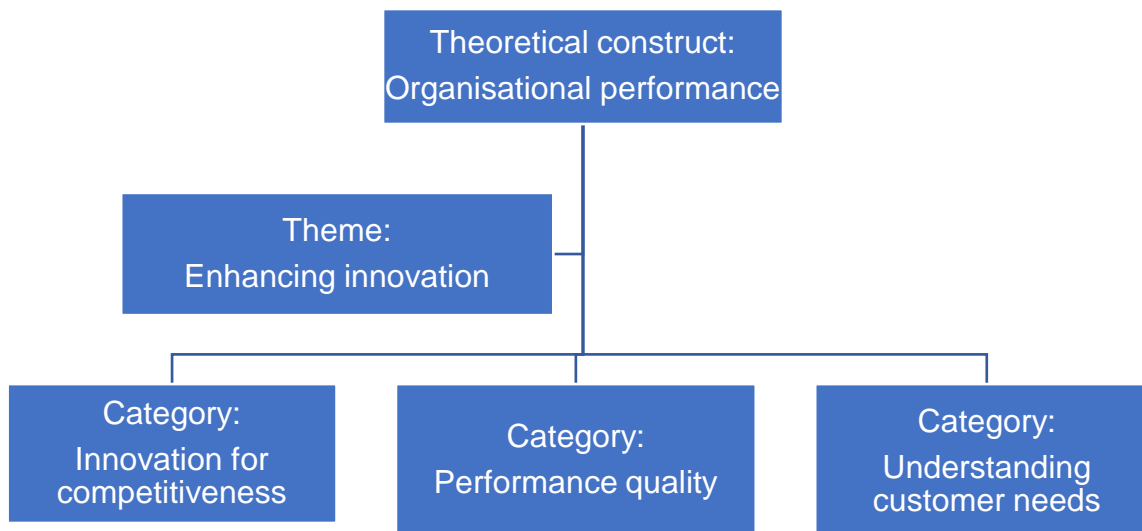 Theoretical construct:
Organisational performance
Theme:
Enhancing innovation
Category:
Innovation for
competitiveness
Category:
Performance quality
Category:
Understanding
customer needs